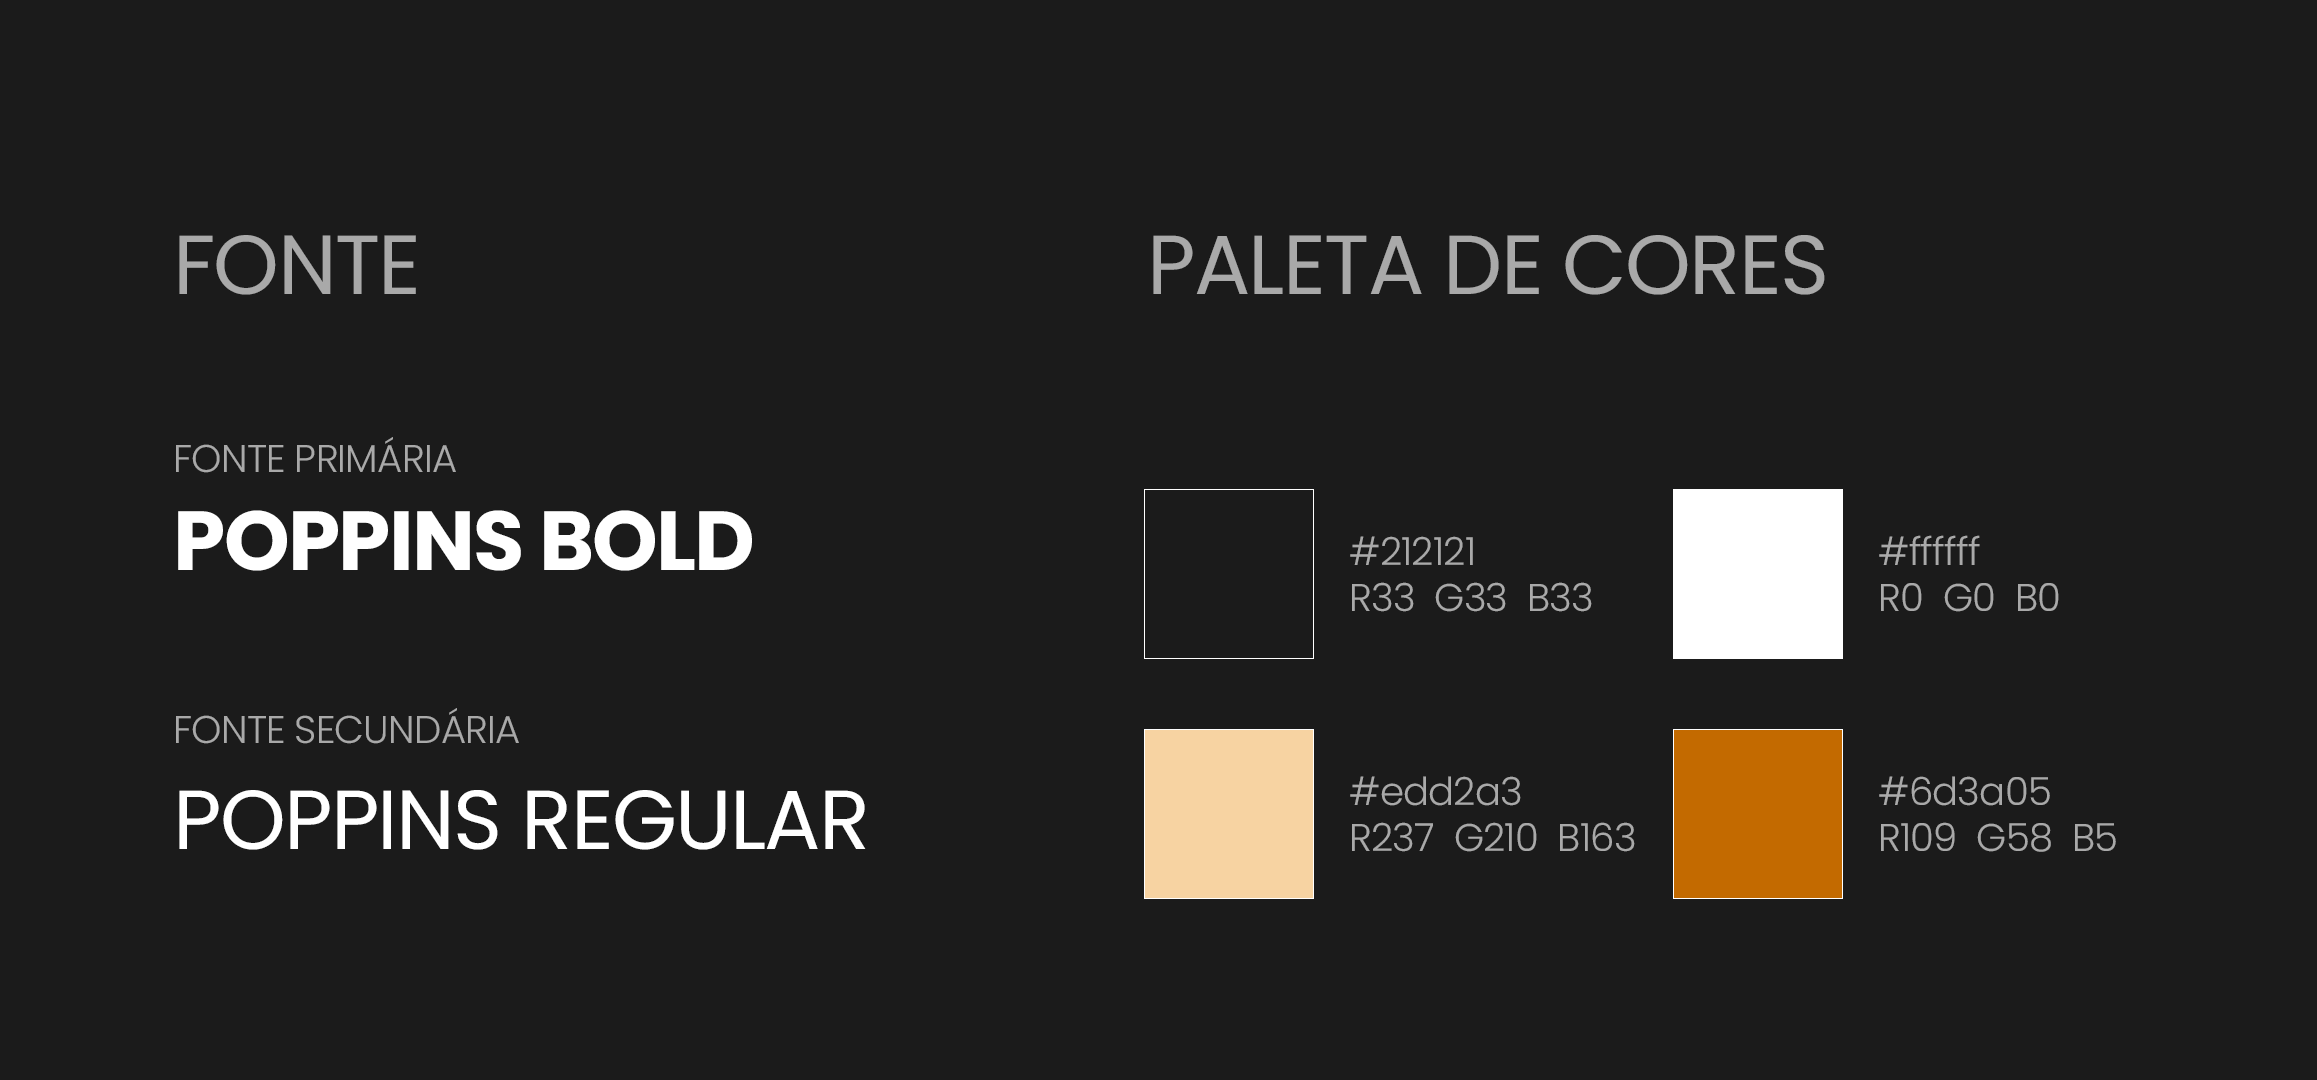 FONTE
FONTE PRIMÁRIA
POPPINS BOLD
FONTE SECUNDÁRIA
POPPINS REGULAR
PALETA DE CORES
#212121
R33 G33 B33
#ffffff
R0 G0 B0
#edd2a3
R237 G210 B163
#6d3a05
R109 G58 B5